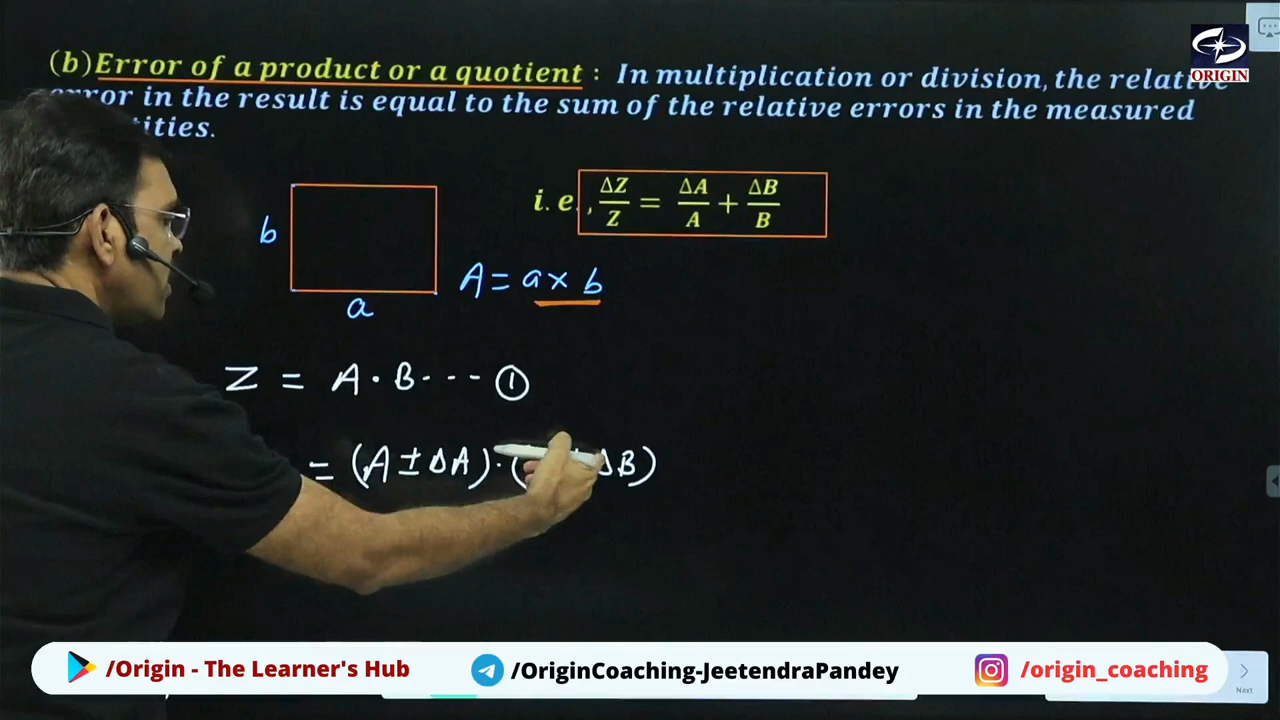 (b) Error of a product or a quotient : In multiplication or division, the relative
error in the result is equal to the sum of the relative errors in the measured
tities.
ORIGIN
i. e., ΔZ/Z = ΔA/A + ΔB/B
b
a
A = a × b
Z = A · B · · - - ①
= (A ± ΔA) · ( ΔB)
/Origin - The Learner's Hub
/OriginCoaching-JeetendraPandey
/origin_coaching
Next